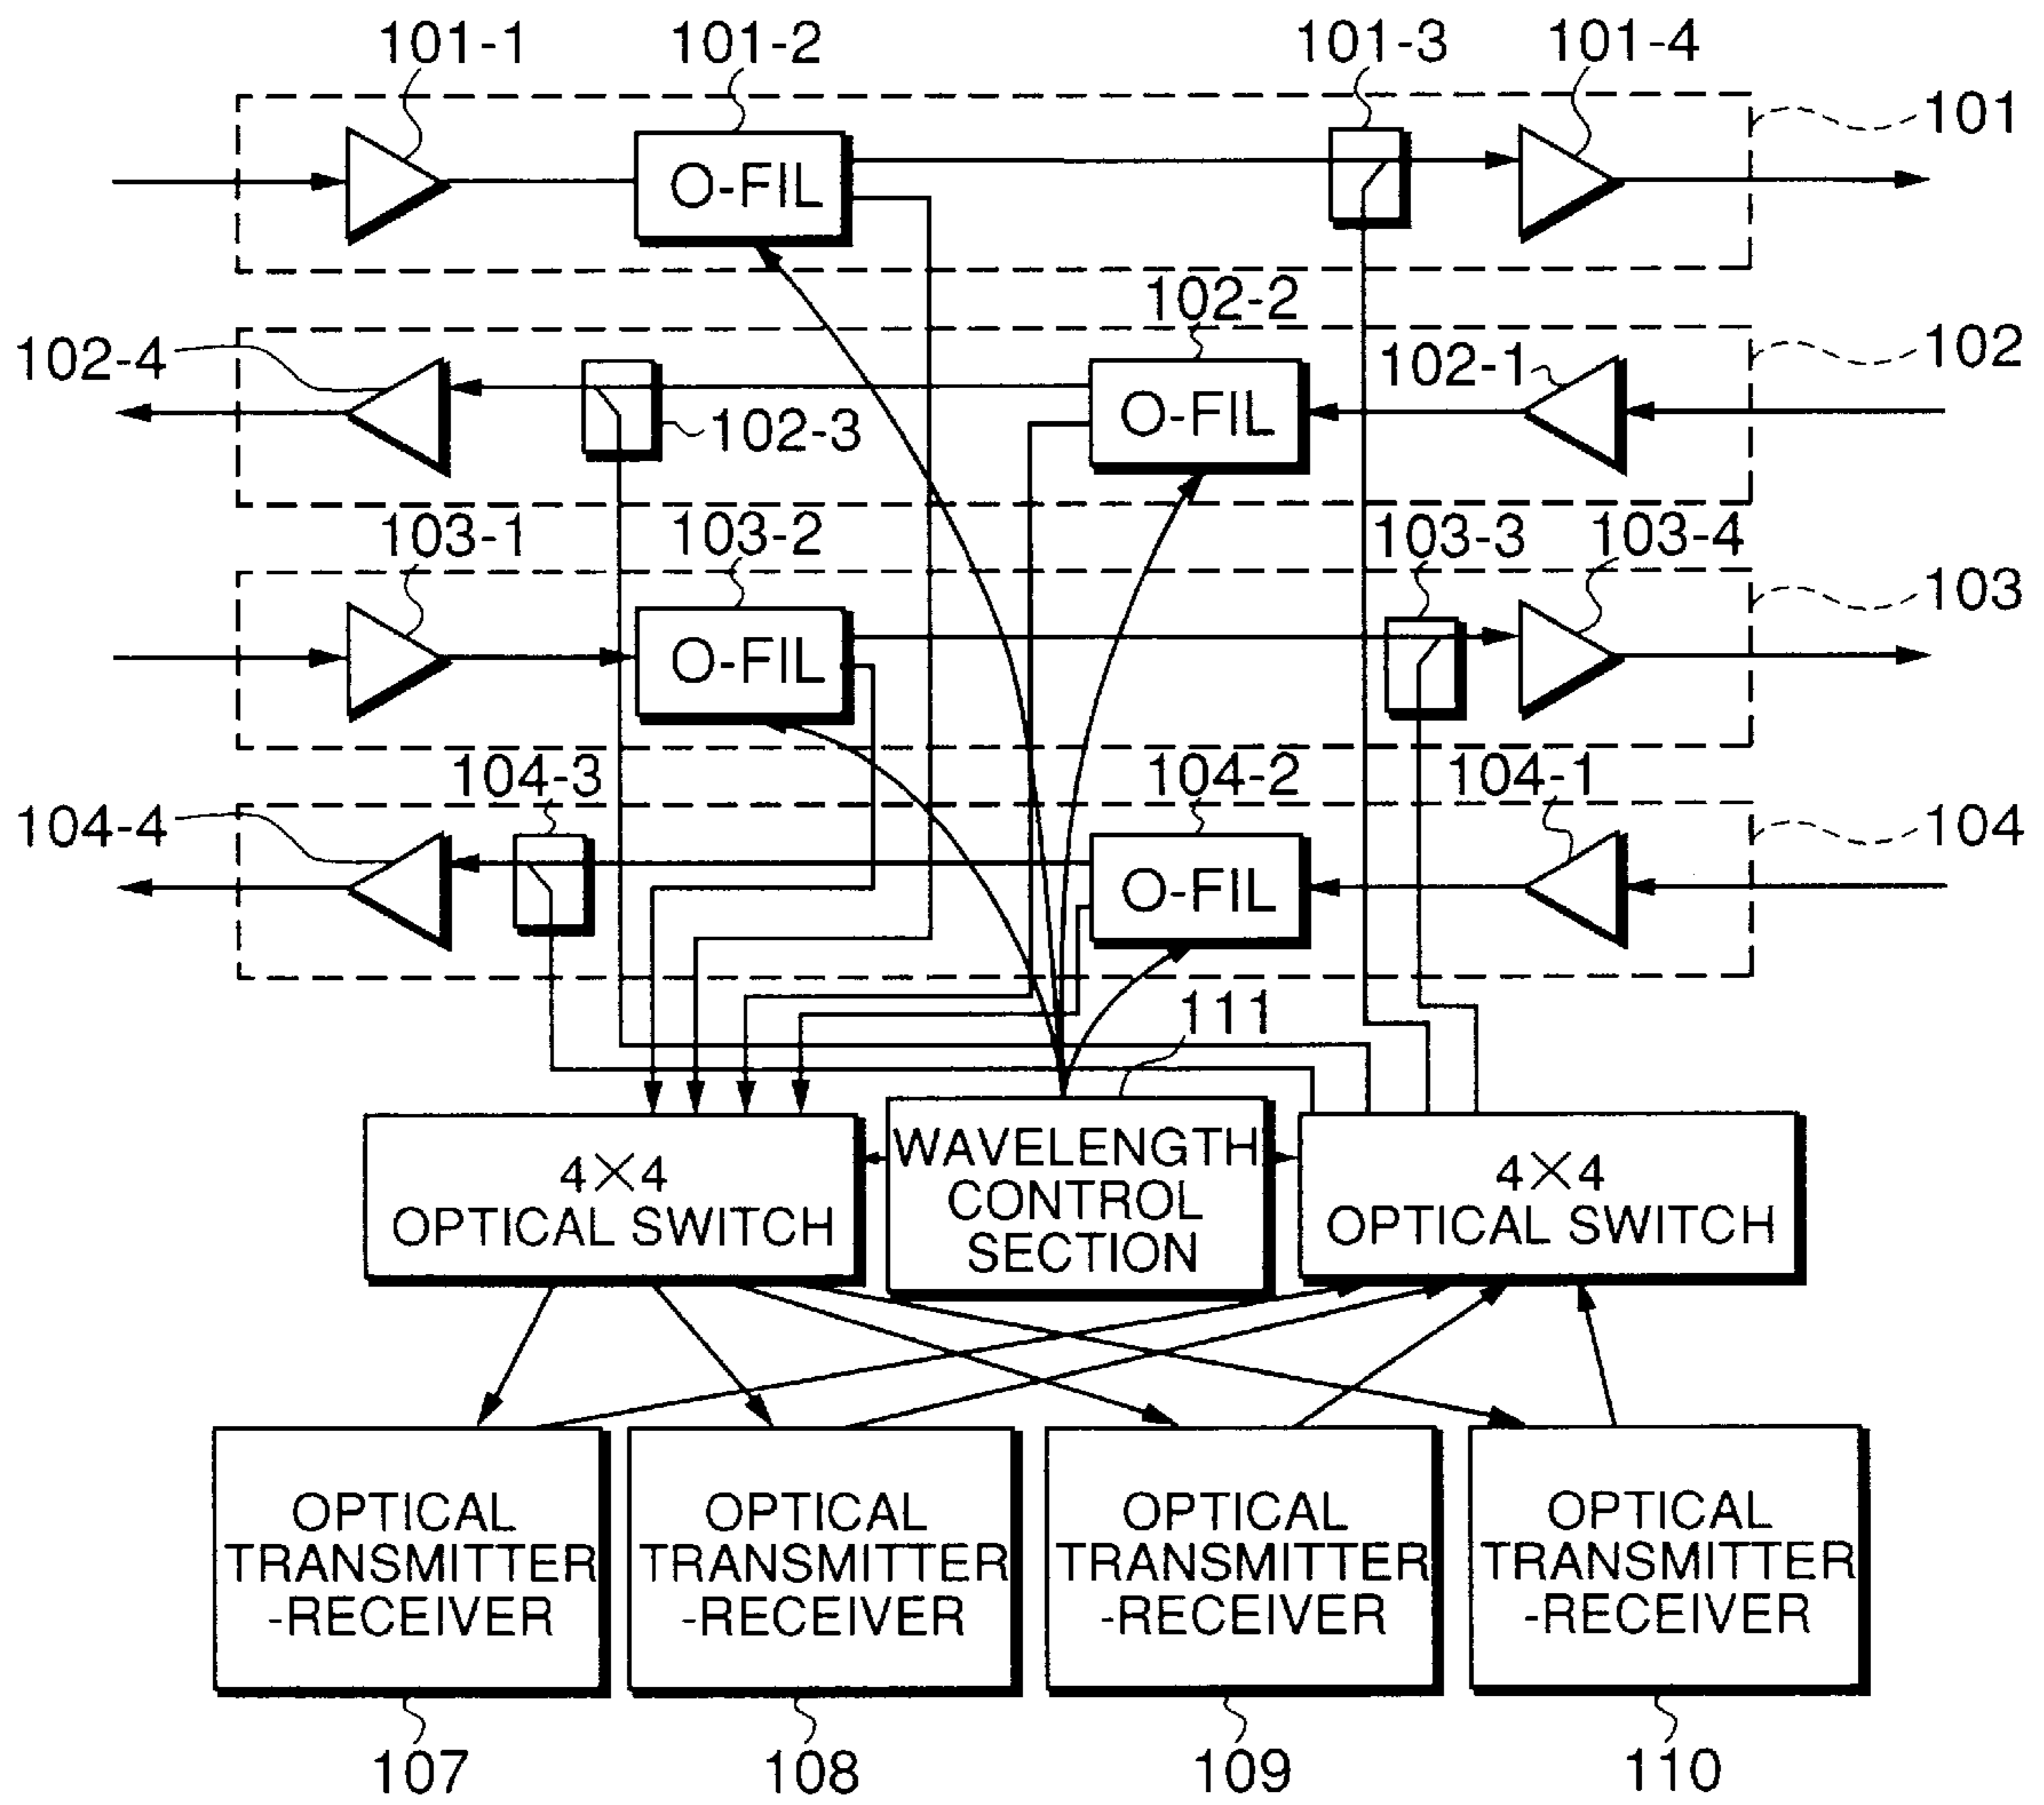 101-1
101-2
101-3
101-4
101
O-FIL
102-2
102-4
102-1
102
O-FIL
102-3
103-1
103-2
103-3
103-4
103
O-FIL
104-3
104-2
104-1
104-4
104
O-FIL
111
4×4
OPTICAL SWITCH
WAVELENGTH
CONTROL
SECTION
4×4
OPTICAL SWITCH
OPTICAL
TRANSMITTER
-RECEIVER
OPTICAL
TRANSMITTER
-RECEIVER
OPTICAL
TRANSMITTER
-RECEIVER
OPTICAL
TRANSMITTER
-RECEIVER
107
108
109
110